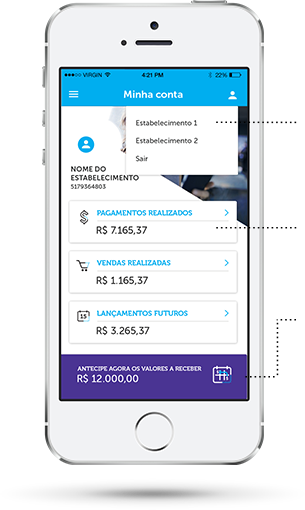 VIRGIN 4:21 PM 22%
Minha conta
Estabelecimento 1
Estabelecimento 2
Sair
NOME DO
ESTABELECIMENTO
5179364803
PAGAMENTOS REALIZADOS
R$ 7.165,37
VENDAS REALIZADAS
R$ 1.165,37
15
LANÇAMENTOS FUTUROS
R$ 3.265,37
ANTECIPE AGORA OS VALORES A RECEBER
R$ 12.000,00